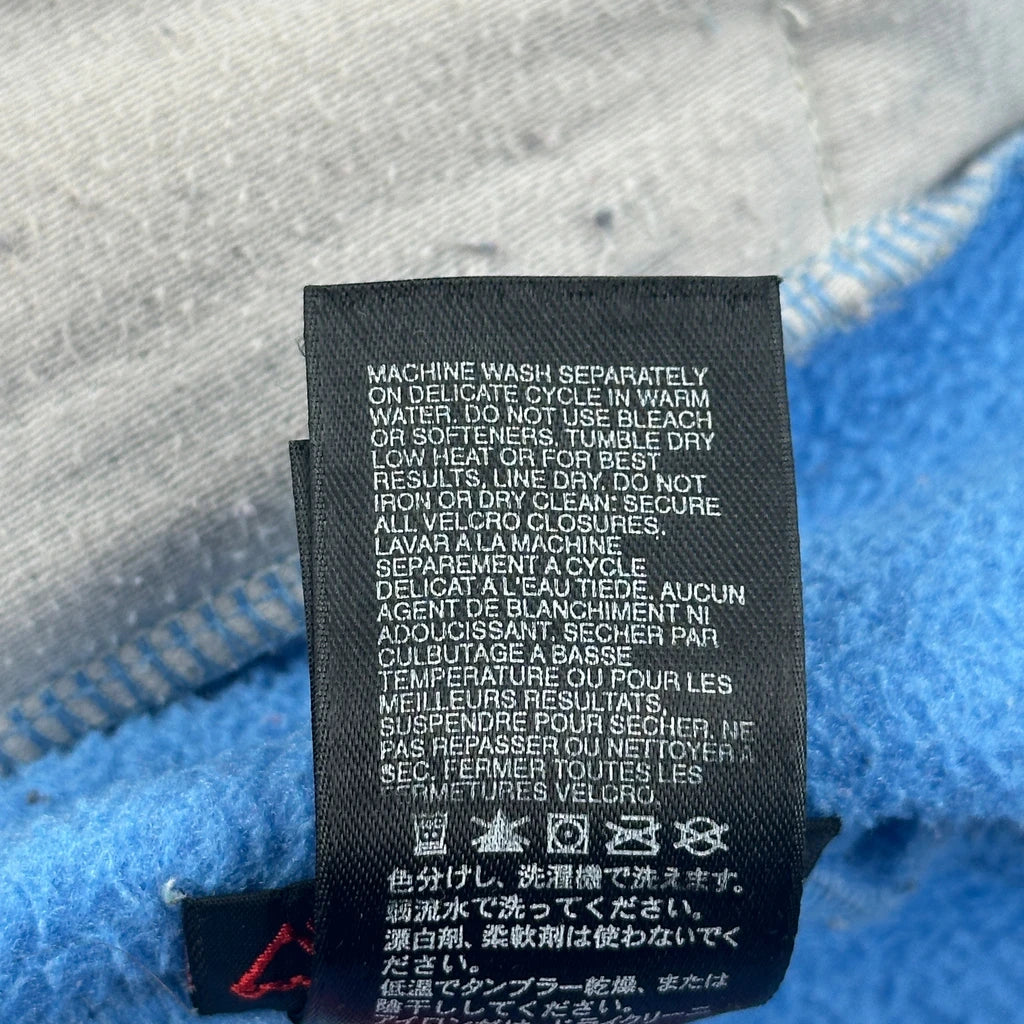 MACHINE WASH SEPARATELY
ON DELICATE CYCLE IN WARM
WATER. DO NOT USE BLEACH
OR SOFTENERS. TUMBLE DRY
LOW HEAT OR FOR BEST
RESULTS, LINE DRY. DO NOT
IRON OR DRY CLEAN. SECURE
ALL VELCRO CLOSURES.
LAVAR A LA MACHINE
SEPAREMENT A CYCLE
DELICAT A L'EAU TIEDE. AUCUN
AGENT DE BLANCHIMENT NI
ADOUCISSANT. SECHER PAR
CULBUTAGE A BASSE
TEMPERATURE OU POUR LES
MEILLEURS RESULTATS,
SUSPENDRE POUR SECHER. NE
PAS REPASSER OU NETTOYER A
SEC. FERMER TOUTES LES
FERMETURES VELCRO.
色分けし、洗濯機で洗えます。
弱流水で洗ってください。
漂白剤、柔軟剤は使わないでく
ださい。
低温でタンブラー乾燥、または
陰干ししてください。